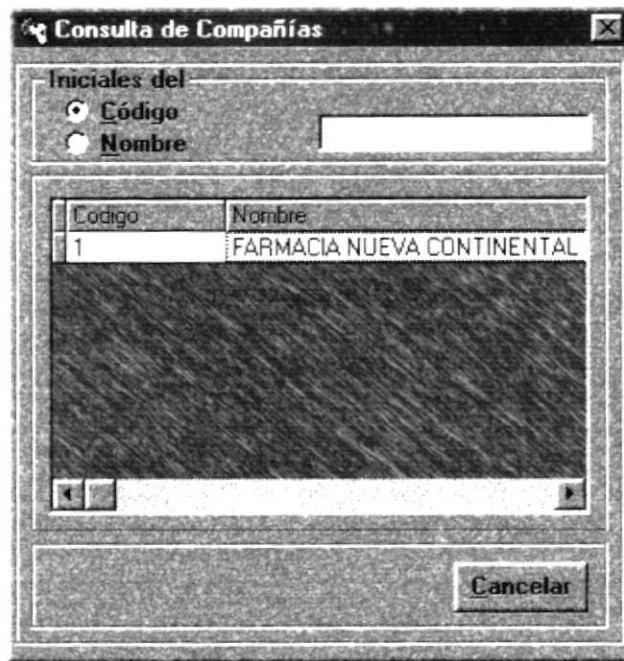 Consulta de Compañías
Iniciales del
Código
Nombre
Codigo Nombre
1 FARMACIA NUEVA CONTINENTAL
Cancelar